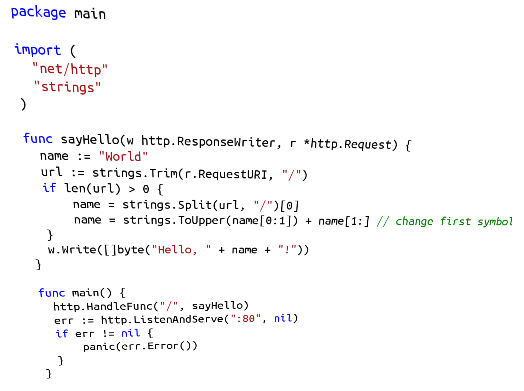 package main
import (
"net/http"
"strings"
)
func sayHello(w http.ResponseWriter, r *http.Request) {
name := "World"
url := strings.Trim(r.RequestURI, "/")
if len(url) > 0 {
name = strings.Split(url, "/")[0]
name = strings.ToUpper(name[0:1]) + name[1:] // change first symbol
}
w.Write([]byte("Hello, " + name + "!"))
}
func main() {
http.HandleFunc("/", sayHello)
err := http.ListenAndServe(":80", nil)
if err != nil {
panic(err.Error())
}
}